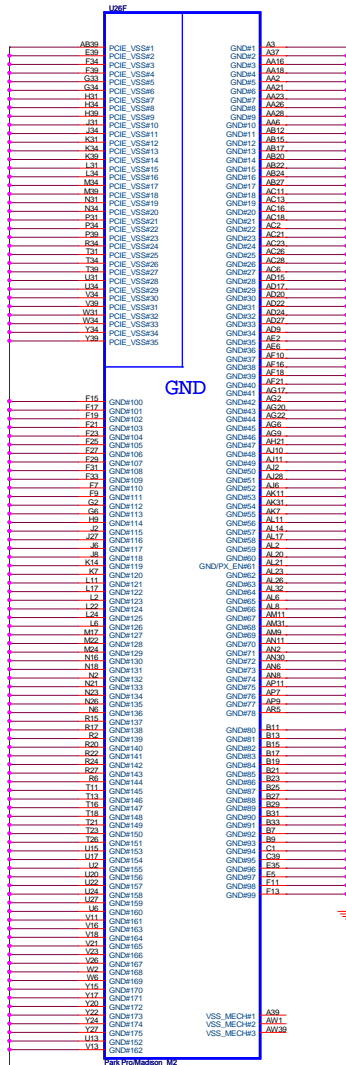 U26F
AB39 PCIE_VSS#1
E39 PCIE_VSS#2
F34 PCIE_VSS#3
F39 PCIE_VSS#4
G33 PCIE_VSS#5
G34 PCIE_VSS#6
H31 PCIE_VSS#7
H34 PCIE_VSS#8
H39 PCIE_VSS#9
J31 PCIE_VSS#10
J34 PCIE_VSS#11
K31 PCIE_VSS#12
K34 PCIE_VSS#13
K39 PCIE_VSS#14
L31 PCIE_VSS#15
L34 PCIE_VSS#16
M34 PCIE_VSS#17
M39 PCIE_VSS#18
N31 PCIE_VSS#19
N34 PCIE_VSS#20
P31 PCIE_VSS#21
P34 PCIE_VSS#22
P39 PCIE_VSS#23
R34 PCIE_VSS#24
T31 PCIE_VSS#25
T34 PCIE_VSS#26
T39 PCIE_VSS#27
U31 PCIE_VSS#28
U34 PCIE_VSS#29
V34 PCIE_VSS#30
V39 PCIE_VSS#31
W31 PCIE_VSS#32
W34 PCIE_VSS#33
Y34 PCIE_VSS#34
Y39 PCIE_VSS#35
GND
F15 GND#100
F17 GND#101
F19 GND#102
F21 GND#103
F23 GND#104
F25 GND#105
F27 GND#106
F29 GND#107
F31 GND#108
F33 GND#109
F7 GND#110
F9 GND#111
G2 GND#112
G6 GND#113
H9 GND#114
J2 GND#115
J27 GND#116
J6 GND#117
J8 GND#118
K14 GND#119
K7 GND#120
L11 GND#121
L17 GND#122
L2 GND#123
L22 GND#124
L24 GND#125
L6 GND#126
M17 GND#127
M22 GND#128
M24 GND#129
N16 GND#130
N18 GND#131
N2 GND#132
N21 GND#133
N23 GND#134
N26 GND#135
N6 GND#136
R15 GND#137
R17 GND#138
R2 GND#139
R20 GND#140
R22 GND#141
R24 GND#142
R27 GND#143
R6 GND#144
T11 GND#145
T13 GND#146
T16 GND#147
T18 GND#148
T21 GND#149
T23 GND#150
T26 GND#151
U15 GND#153
U17 GND#154
U2 GND#155
U20 GND#156
U22 GND#157
U24 GND#158
U27 GND#159
U6 GND#160
V11 GND#161
V16 GND#163
V18 GND#164
V21 GND#165
V23 GND#166
V26 GND#167
W2 GND#168
W6 GND#169
Y15 GND#170
Y17 GND#171
Y20 GND#172
Y22 GND#173
Y24 GND#174
Y27 GND#175
U13 GND#152
V13 GND#162
GND#1 A3
GND#2 A37
GND#3 AA16
GND#4 AA18
GND#5 AA2
GND#6 AA21
GND#7 AA23
GND#8 AA26
GND#9 AA28
GND#10 AA6
GND#11 AB12
GND#12 AB15
GND#13 AB17
GND#14 AB20
GND#15 AB22
GND#16 AB24
GND#17 AB27
GND#18 AC11
GND#19 AC13
GND#20 AC16
GND#21 AC18
GND#22 AC2
GND#23 AC21
GND#24 AC23
GND#25 AC26
GND#26 AC28
GND#27 AC6
GND#28 AD15
GND#29 AD17
GND#30 AD20
GND#31 AD22
GND#32 AD24
GND#33 AD27
GND#34 AD9
GND#35 AE2
GND#36 AE6
GND#37 AF10
GND#38 AF16
GND#39 AF18
GND#40 AF21
GND#41 AG17
GND#42 AG2
GND#43 AG20
GND#44 AG22
GND#45 AG6
GND#46 AG9
GND#47 AH21
GND#48 AJ10
GND#49 AJ11
GND#50 AJ2
GND#51 AJ28
GND#52 AJ6
GND#53 AK11
GND#54 AK31
GND#55 AK7
GND#56 AL11
GND#57 AL14
GND#58 AL17
GND#59 AL2
GND#60 AL20
GND/PX_EN#61 AL21
GND#62 AL23
GND#63 AL26
GND#64 AL32
GND#65 AL6
GND#66 AL8
GND#67 AM11
GND#68 AM31
GND#69 AM9
GND#70 AN11
GND#71 AN2
GND#72 AN30
GND#73 AN6
GND#74 AN8
GND#75 AP11
GND#76 AP7
GND#77 AP9
GND#78 AR5
GND#80 B11
GND#81 B13
GND#82 B15
GND#83 B17
GND#84 B19
GND#85 B21
GND#86 B23
GND#87 B25
GND#88 B27
GND#89 B29
GND#90 B31
GND#91 B33
GND#92 B7
GND#93 B9
GND#94 C1
GND#95 C39
GND#96 E35
GND#97 E5
GND#98 F11
GND#99 F13
VSS_MECH#1 A39
VSS_MECH#2 AW1
VSS_MECH#3 AW39
Park Pro/Madison_M2